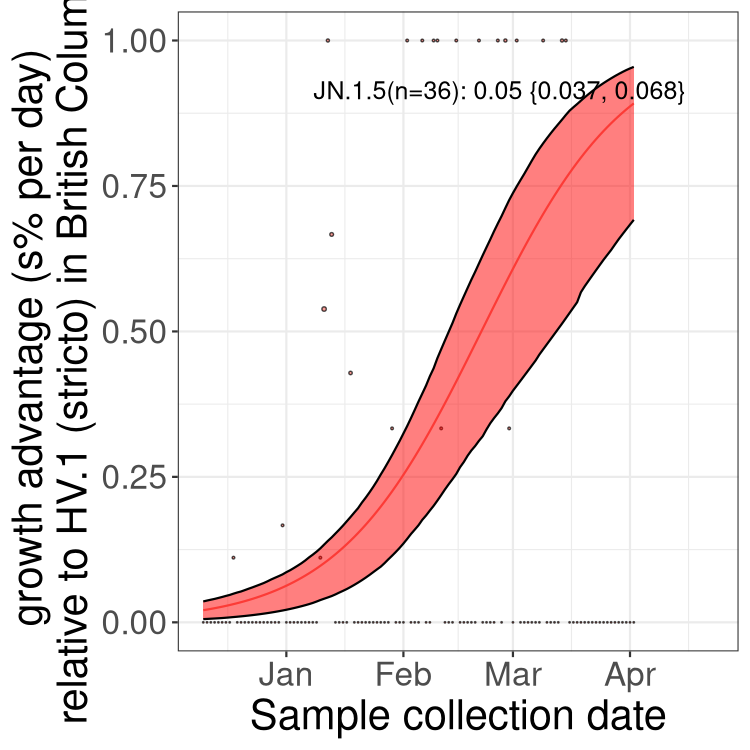 growth advantage (s% per day)
relative to HV.1 (stricto) in British Colum
1.00
0.75
0.50
0.25
0.00
JN.1.5(n=36): 0.05 {0.037, 0.068}
Jan Feb Mar Apr
Sample collection date